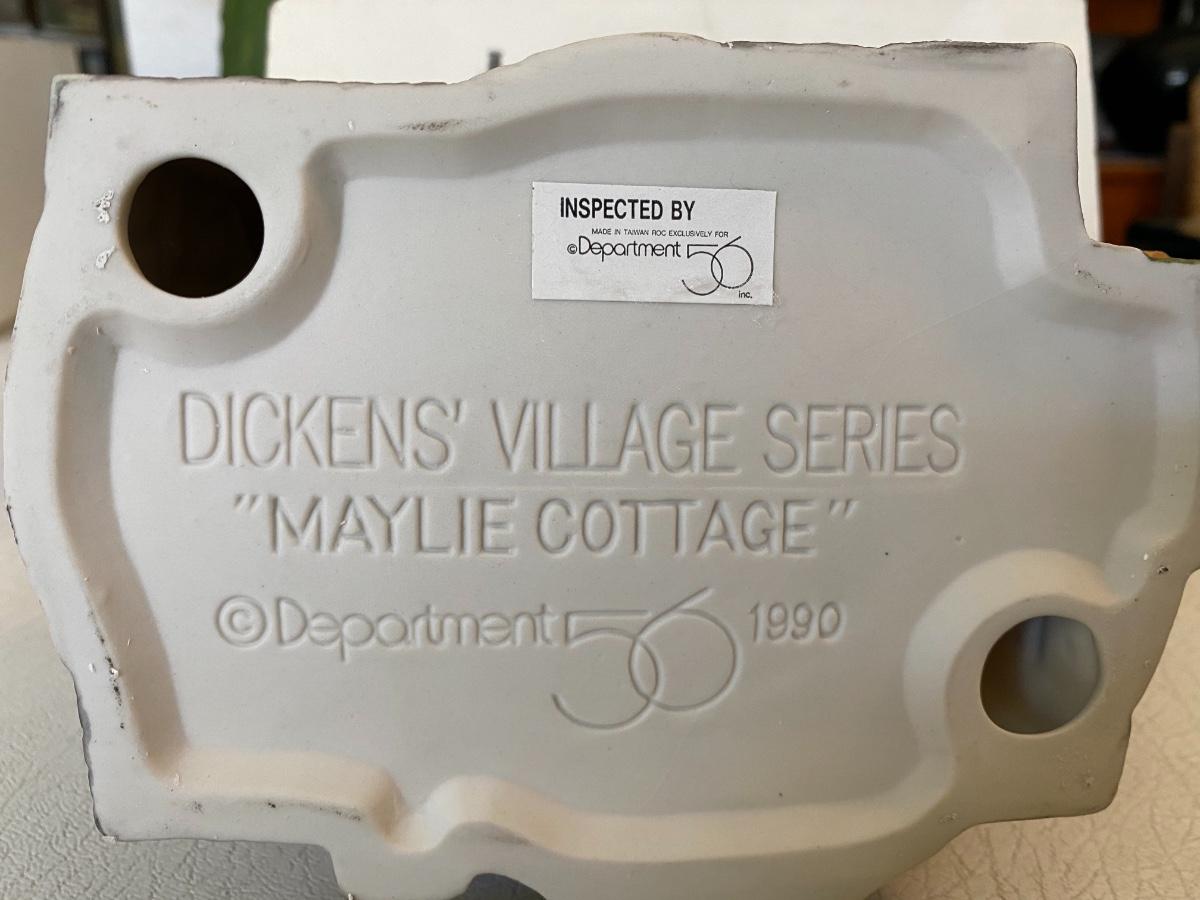 INSPECTED BY
MADE IN TAIWAN ROC EXCLUSIVELY FOR
©Department 56
inc.
DICKENS' VILLAGE SERIES
"MAYLIE COTTAGE"
©Department 56 1990